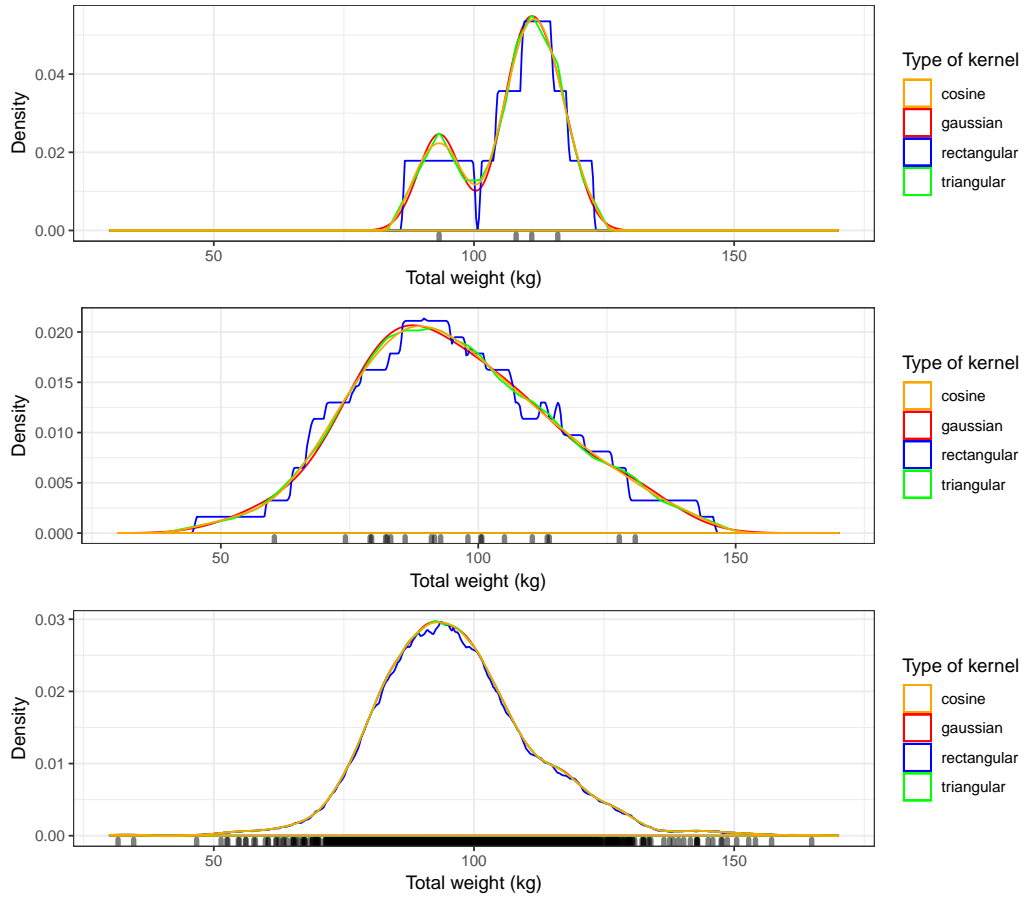 Density
0.04
0.02
0.00
50
100
150
Total weight (kg)
Type of kernel
cosine
gaussian
rectangular
triangular
Density
0.020
0.015
0.010
0.005
0.000
50
100
150
Total weight (kg)
Type of kernel
cosine
gaussian
rectangular
triangular
Density
0.03
0.02
0.01
0.00
50
100
150
Total weight (kg)
Type of kernel
cosine
gaussian
rectangular
triangular